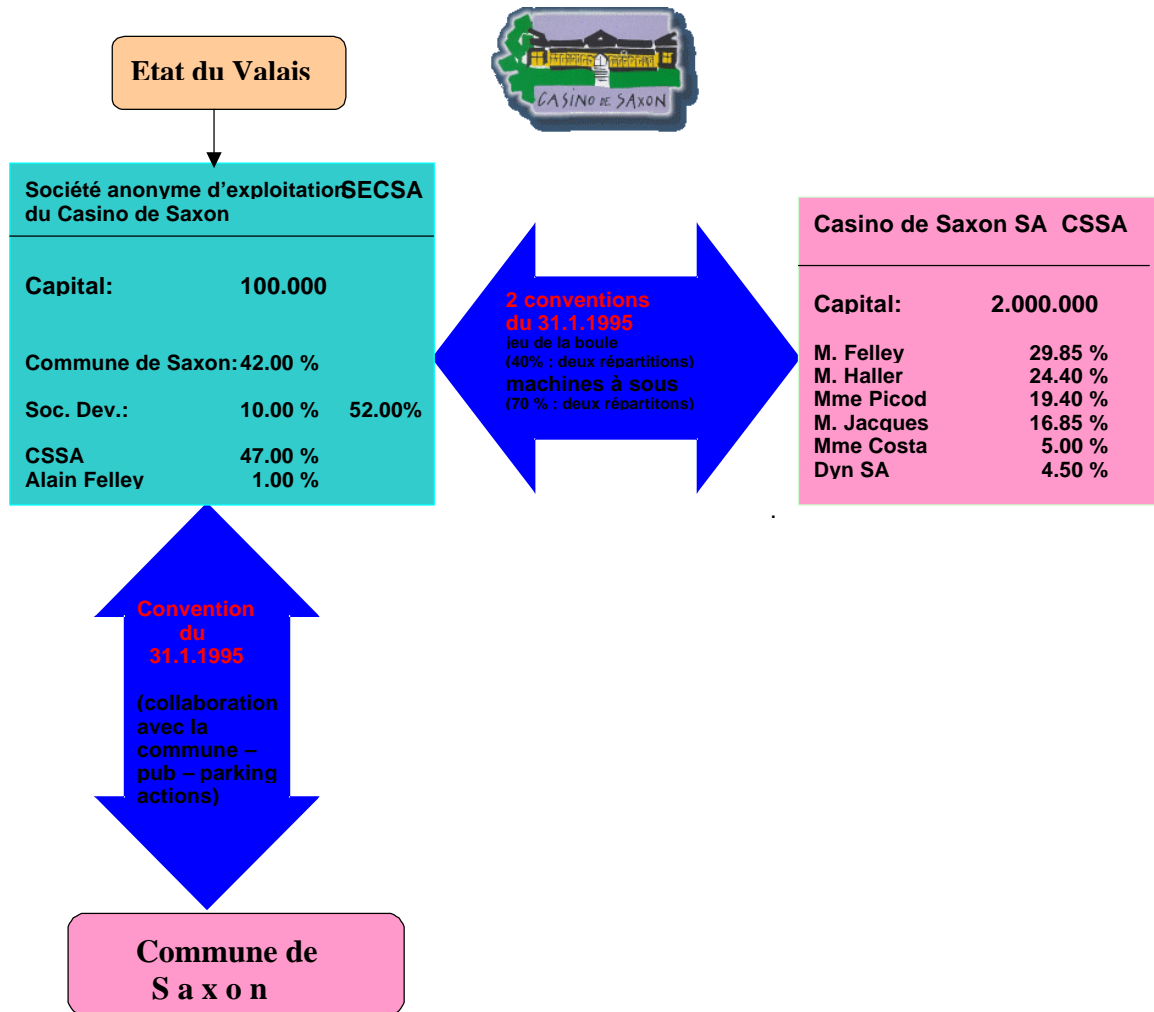 Etat du Valais
CASINO DE SAXON
Société anonyme d'exploitation SECSA
du Casino de Saxon
Capital: 100.000
Commune de Saxon: 42.00 %
Soc. Dev.: 10.00 % 52.00%
CSSA 47.00 %
Alain Felley 1.00 %
2 conventions
du 31.1.1995
jeu de la boule
(40% ; deux répartitions)
machines à sous
(70 % ; deux répartitons)
Casino de Saxon SA CSSA
Capital: 2.000.000
M. Felley 29.85 %
M. Haller 24.40 %
Mme Picod 19.40 %
M. Jacques 16.85 %
Mme Costa 5.00 %
Dyn SA 4.50 %
.
Convention
du
31.1.1995
(collaboration
avec la
commune –
pub – parking
actions)
Commune de
S a x o n